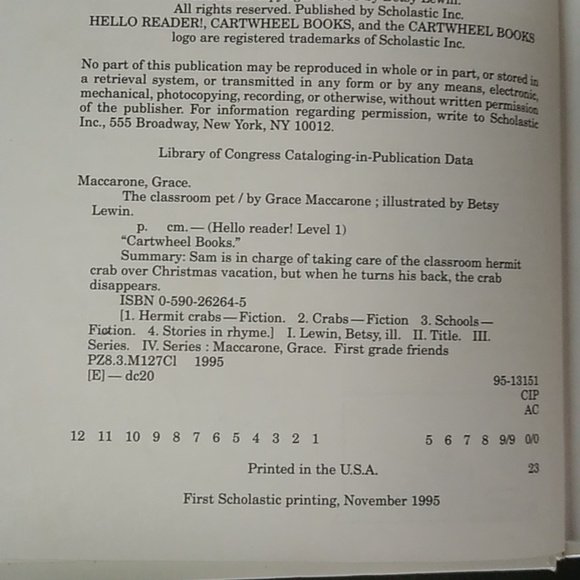 All rights reserved. Published by Scholastic Inc.
HELLO READER!, CARTWHEEL BOOKS, and the CARTWHEEL BOOKS
logo are registered trademarks of Scholastic Inc.
No part of this publication may be reproduced in whole or in part, or stored in
a retrieval system, or transmitted in any form or by any means, electronic,
mechanical, photocopying, recording, or otherwise, without written permission
of the publisher. For information regarding permission, write to Scholastic
Inc., 555 Broadway, New York, NY 10012.
Library of Congress Cataloging-in-Publication Data
Maccarone, Grace.
The classroom pet / by Grace Maccarone ; illustrated by Betsy
Lewin.
p. cm. — (Hello reader! Level 1)
"Cartwheel Books."
Summary: Sam is in charge of taking care of the classroom hermit
crab over Christmas vacation, but when he turns his back, the crab
disappears.
ISBN 0-590-26264-5
[1. Hermit crabs — Fiction. 2. Crabs — Fiction 3. Schools —
Fiction. 4. Stories in rhyme.] I. Lewin, Betsy, ill. II. Title. III.
Series. IV. Series : Maccarone, Grace. First grade friends
PZ8.3.M127Cl 1995
[E] — dc20 95-13151
CIP
AC
12 11 10 9 8 7 6 5 4 3 2 1 5 6 7 8 9/9 0/0
Printed in the U.S.A. 23
First Scholastic printing, November 1995